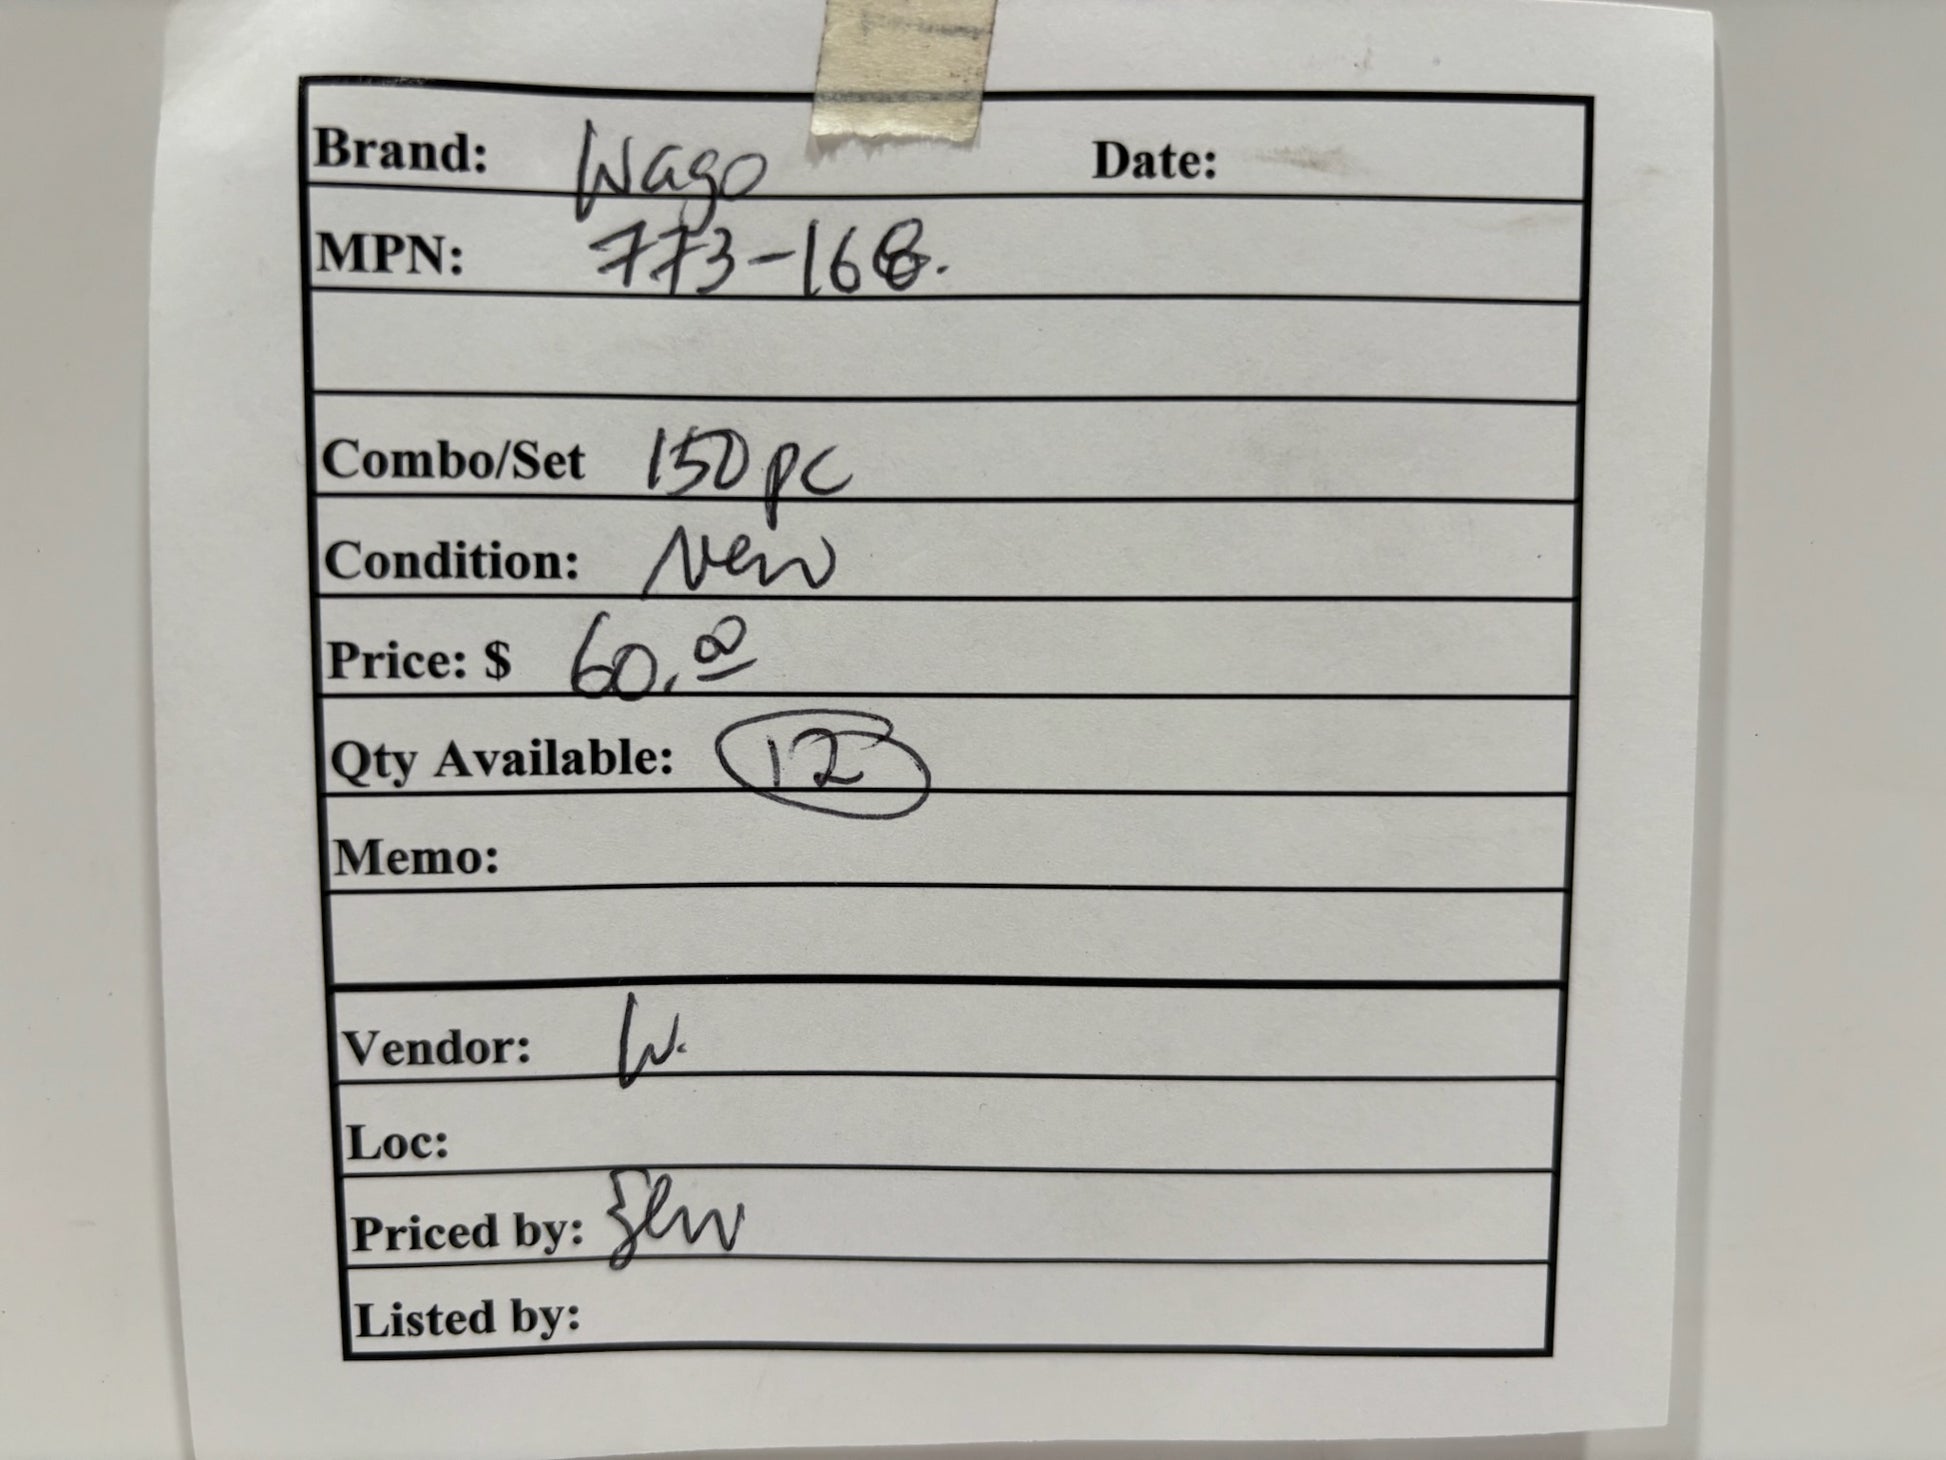 Brand: Wago Date:
MPN: 773-168.
Combo/Set 150 pc
Condition: New
Price: $ 60.00
Qty Available: 12
Memo:
Vendor: W.
Loc:
Priced by:
Listed by: